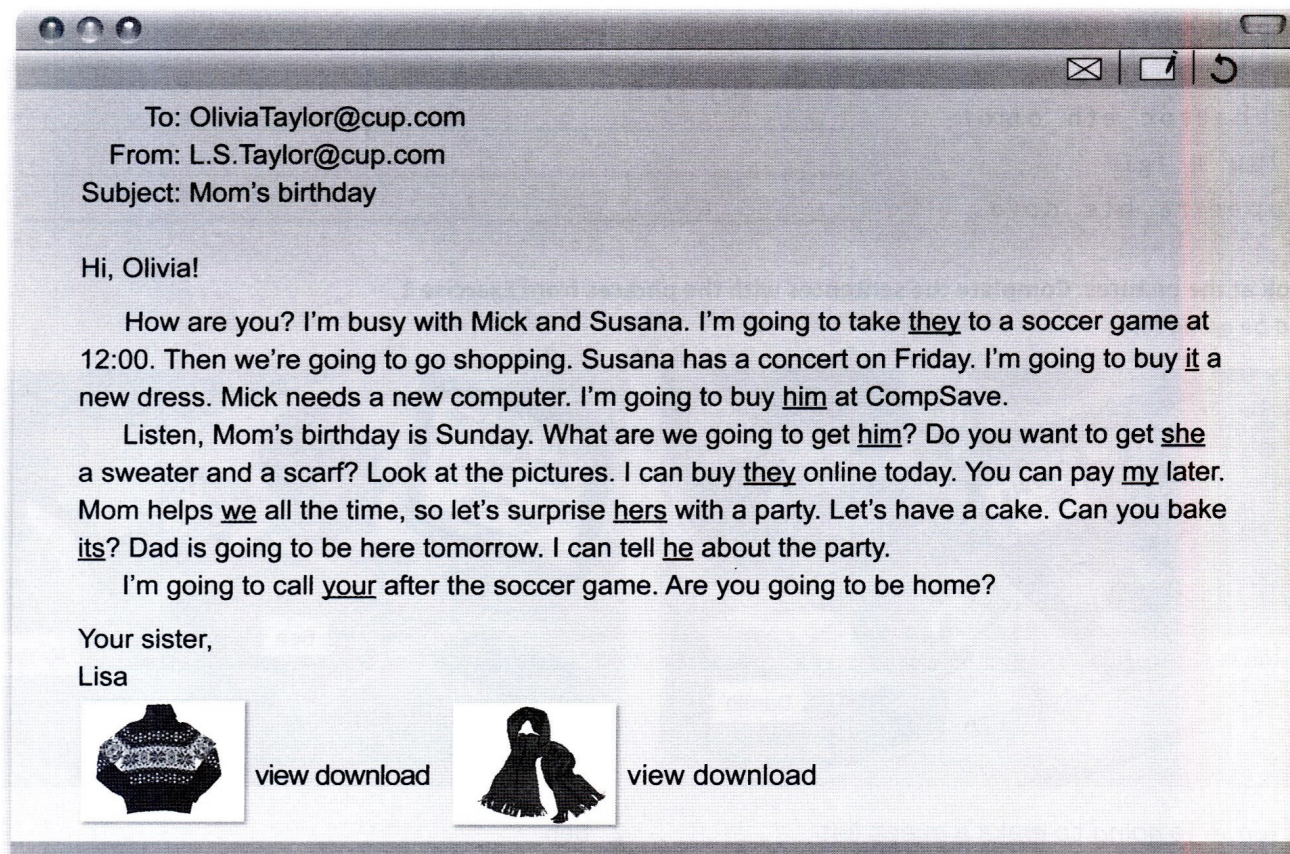 To: OliviaTaylor@cup.com
From: L.S.Taylor@cup.com
Subject: Mom's birthday
Hi, Olivia!
How are you? I'm busy with Mick and Susana. I'm going to take they to a soccer game at
12:00. Then we're going to go shopping. Susana has a concert on Friday. I'm going to buy it a
new dress. Mick needs a new computer. I'm going to buy him at CompSave.
Listen, Mom's birthday is Sunday. What are we going to get him? Do you want to get she
a sweater and a scarf? Look at the pictures. I can buy they online today. You can pay my later.
Mom helps we all the time, so let's surprise hers with a party. Let's have a cake. Can you bake
its? Dad is going to be here tomorrow. I can tell he about the party.
I'm going to call your after the soccer game. Are you going to be home?
Your sister,
Lisa
view download view download